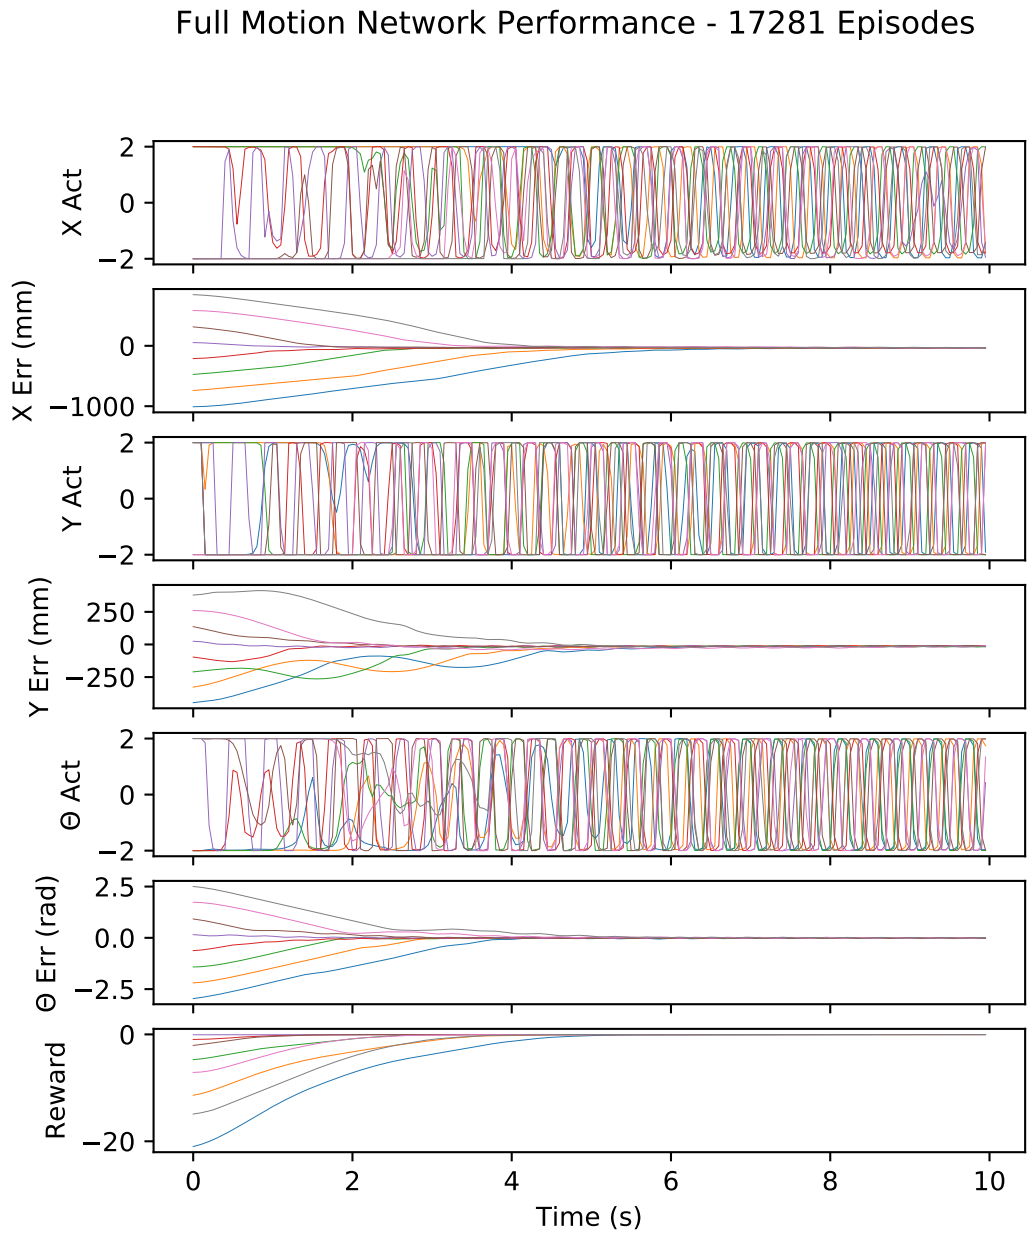 Full Motion Network Performance - 17281 Episodes
2
0
−2
X Act
0
−1000
X Err (mm)
2
0
−2
Y Act
250
0
−250
Y Err (mm)
2
0
−2
Θ Act
2.5
0.0
−2.5
Θ Err (rad)
0
−20
Reward
0 2 4 6 8 10
Time (s)